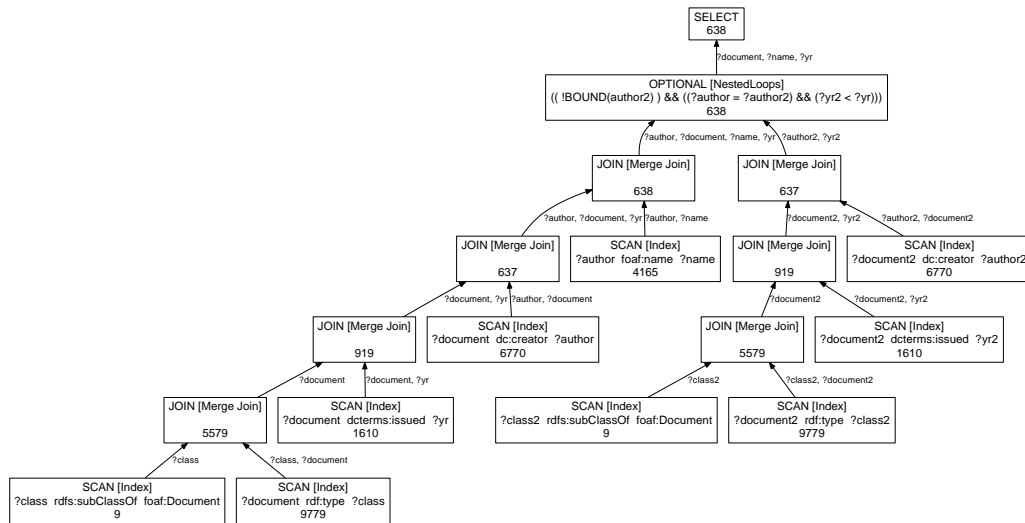 SELECT
638
?document, ?name, ?yr
OPTIONAL [NestedLoops]
(( !BOUND(author2) ) && ((?author = ?author2) && (?yr2 < ?yr)))
638
?author, ?document, ?name, ?yr
?author2, ?yr2
JOIN [Merge Join]
638
JOIN [Merge Join]
637
?author, ?document, ?yr
?author, ?name
?document2, ?yr2
?author2, ?document2
JOIN [Merge Join]
637
SCAN [Index]
?author foaf:name ?name
4165
JOIN [Merge Join]
919
SCAN [Index]
?document2 dc:creator ?author2
6770
?document, ?yr
?author, ?document
?document2
?document2, ?yr2
JOIN [Merge Join]
919
SCAN [Index]
?document dc:creator ?author
6770
JOIN [Merge Join]
5579
SCAN [Index]
?document2 dcterms:issued ?yr2
1610
?document
?document, ?yr
?class2
?class2, ?document2
JOIN [Merge Join]
5579
SCAN [Index]
?document dcterms:issued ?yr
1610
SCAN [Index]
?class2 rdfs:subClassOf foaf:Document
9
SCAN [Index]
?document2 rdf:type ?class2
9779
?class
?class, ?document
SCAN [Index]
?class rdfs:subClassOf foaf:Document
9
SCAN [Index]
?document rdf:type ?class
9779